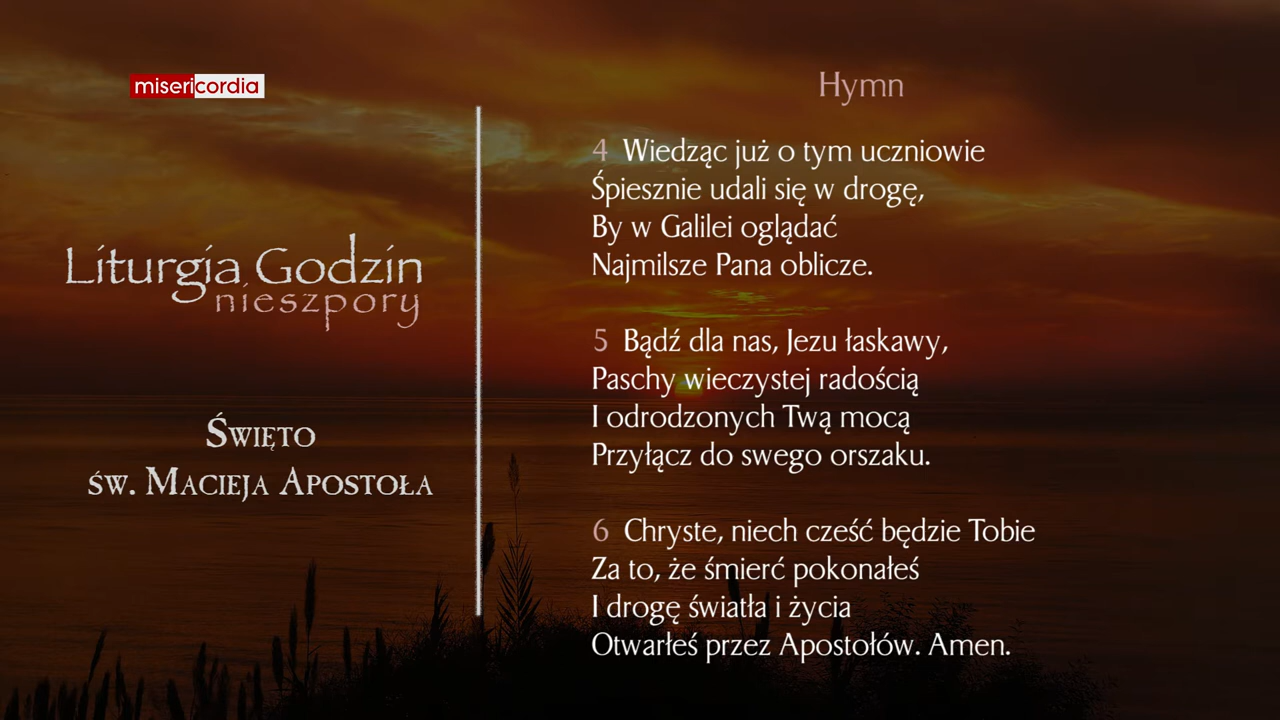 misericordia
Liturgia Godzin
nieszpory
Święto
św. Macieja Apostoła
Hymn
4 Wiedząc już o tym uczniowie
Śpiesznie udali się w drogę,
By w Galilei oglądać
Najmilsze Pana oblicze.
5 Bądź dla nas, Jezu łaskawy,
Paschy wieczystej radością
I odrodzonych Twą mocą
Przyłącz do swego orszaku.
6 Chryste, niech cześć będzie Tobie
Za to, że śmierć pokonałeś
I drogę światła i życia
Otwarłeś przez Apostołów. Amen.